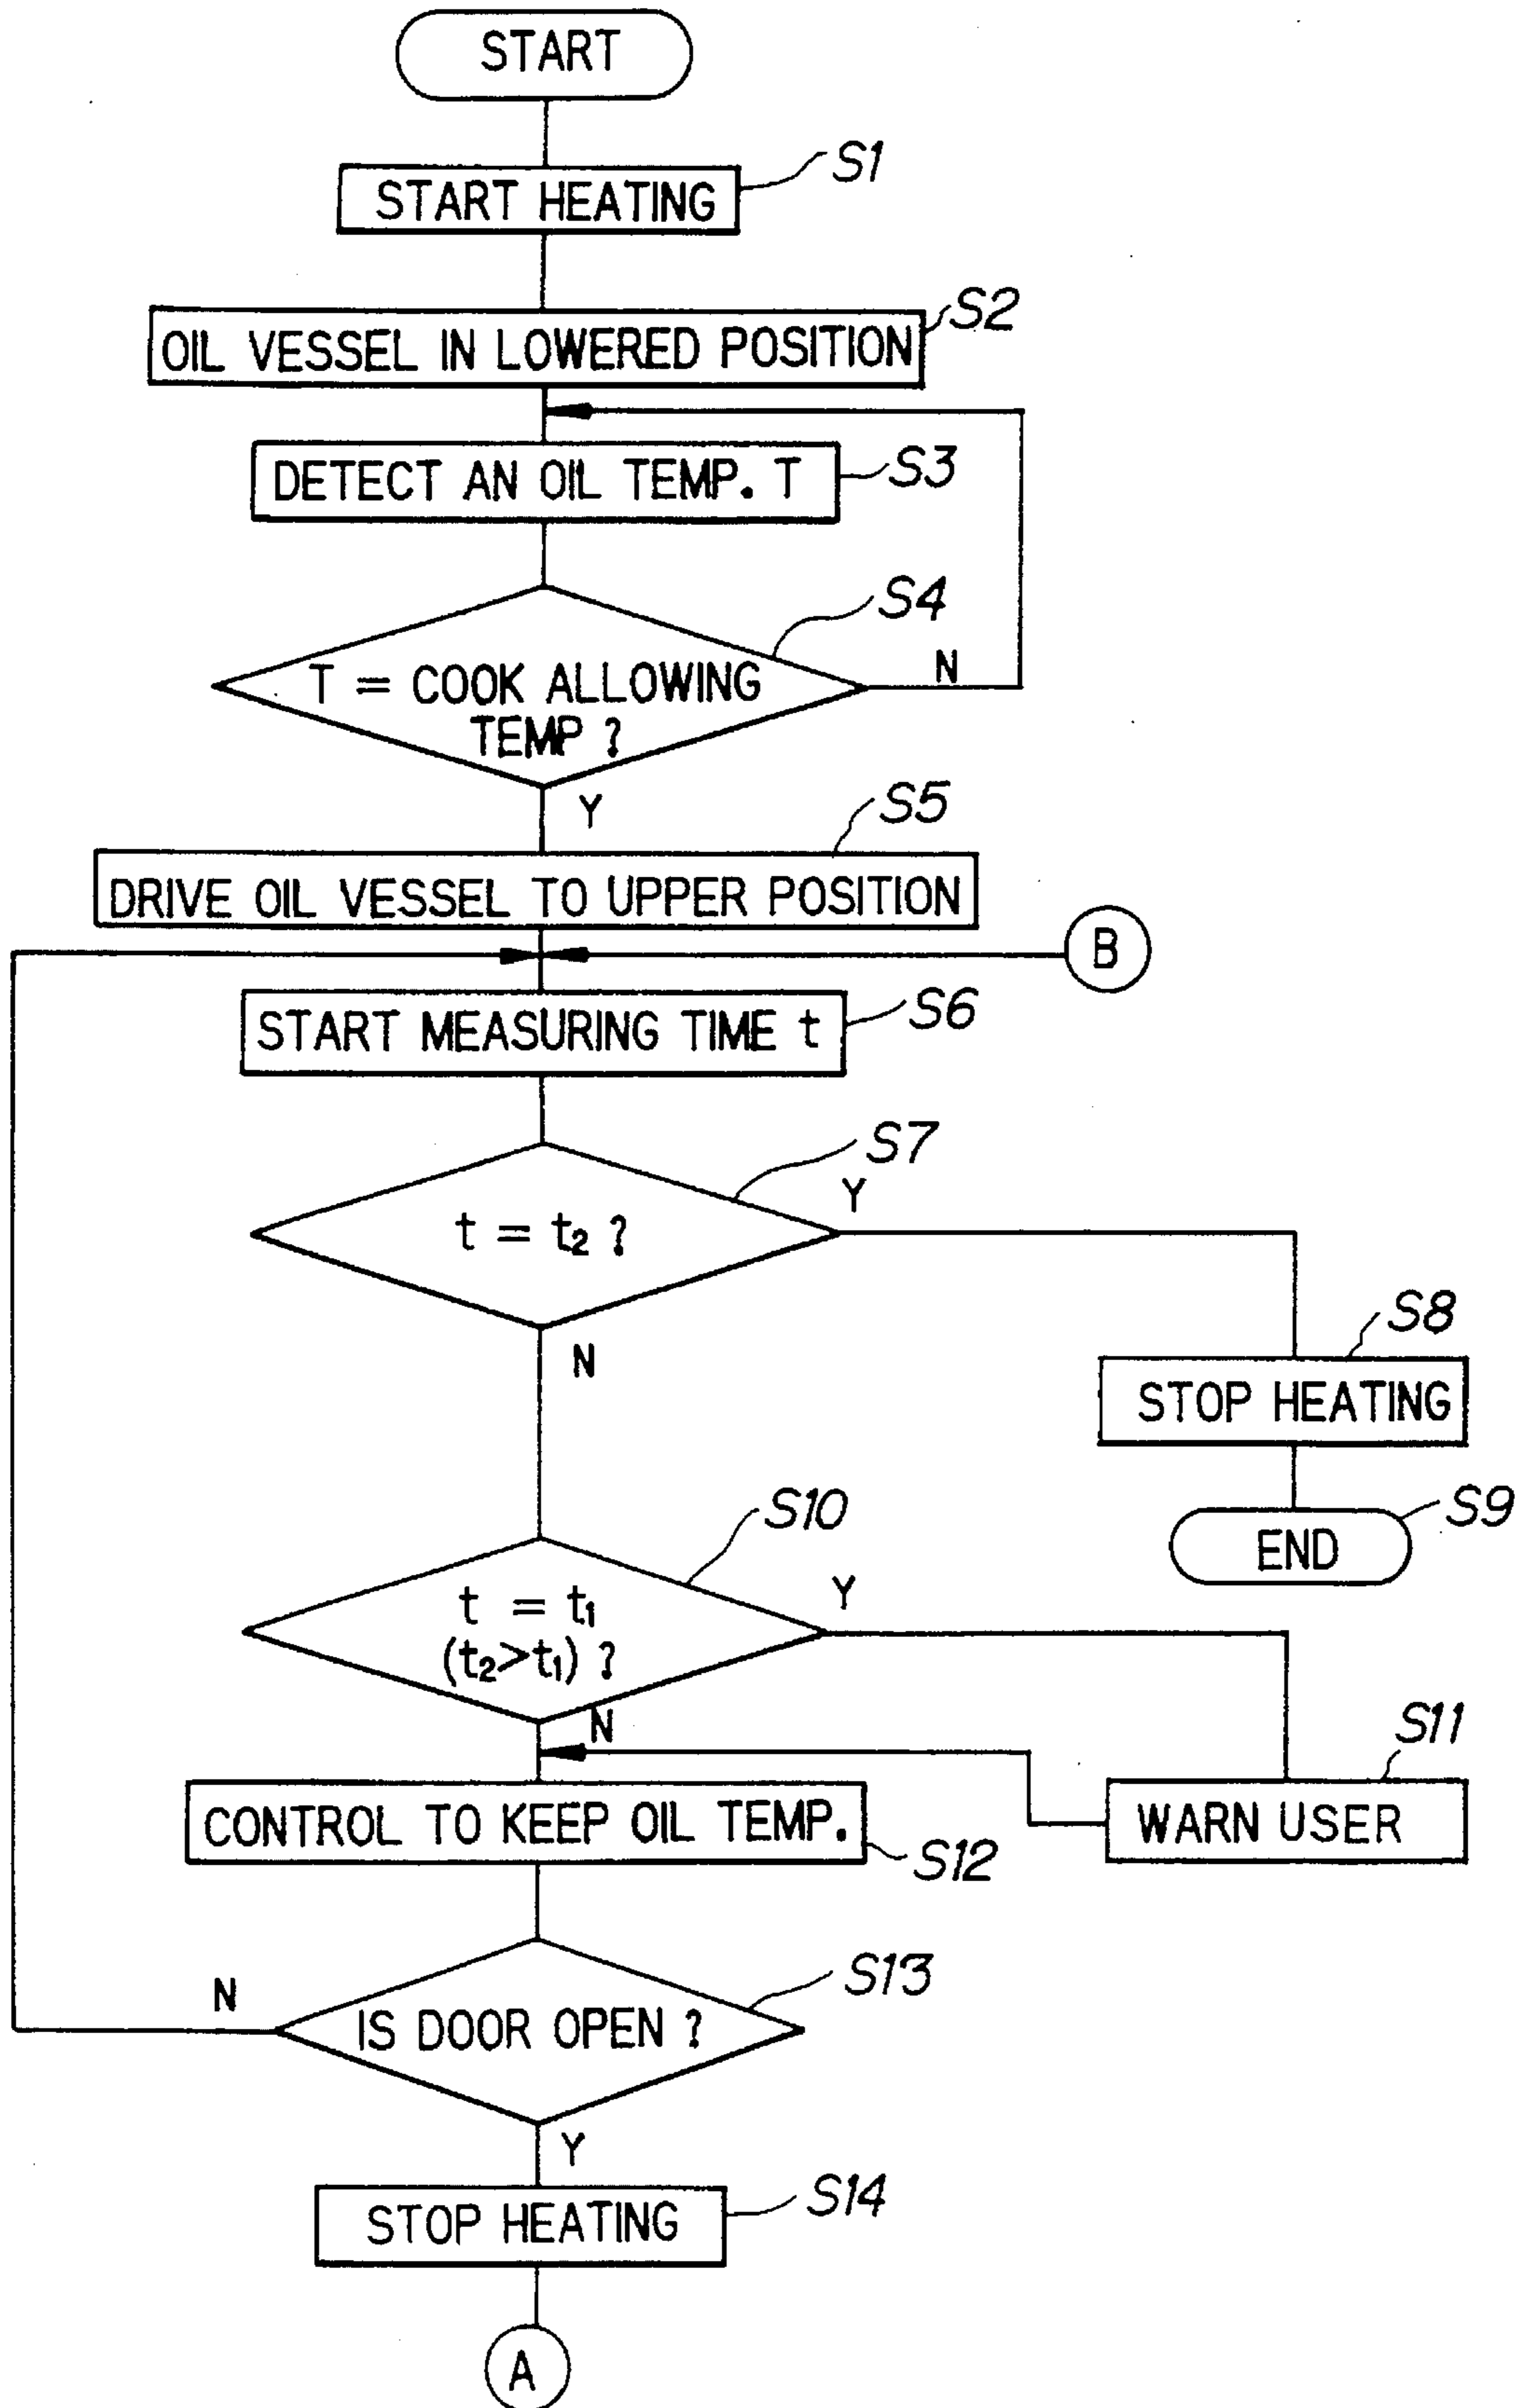 START
S1
START HEATING
S2
OIL VESSEL IN LOWERED POSITION
S3
DETECT AN OIL TEMP. T
S4
N
T = COOK ALLOWING
TEMP ?
Y
S5
DRIVE OIL VESSEL TO UPPER POSITION
B
S6
START MEASURING TIME t
S7
Y
t = t₂ ?
N
S8
STOP HEATING
S9
END
S10
Y
t = t₁
(t₂>t₁) ?
N
S11
WARN USER
CONTROL TO KEEP OIL TEMP.
S12
S13
N
IS DOOR OPEN ?
Y
S14
STOP HEATING
A